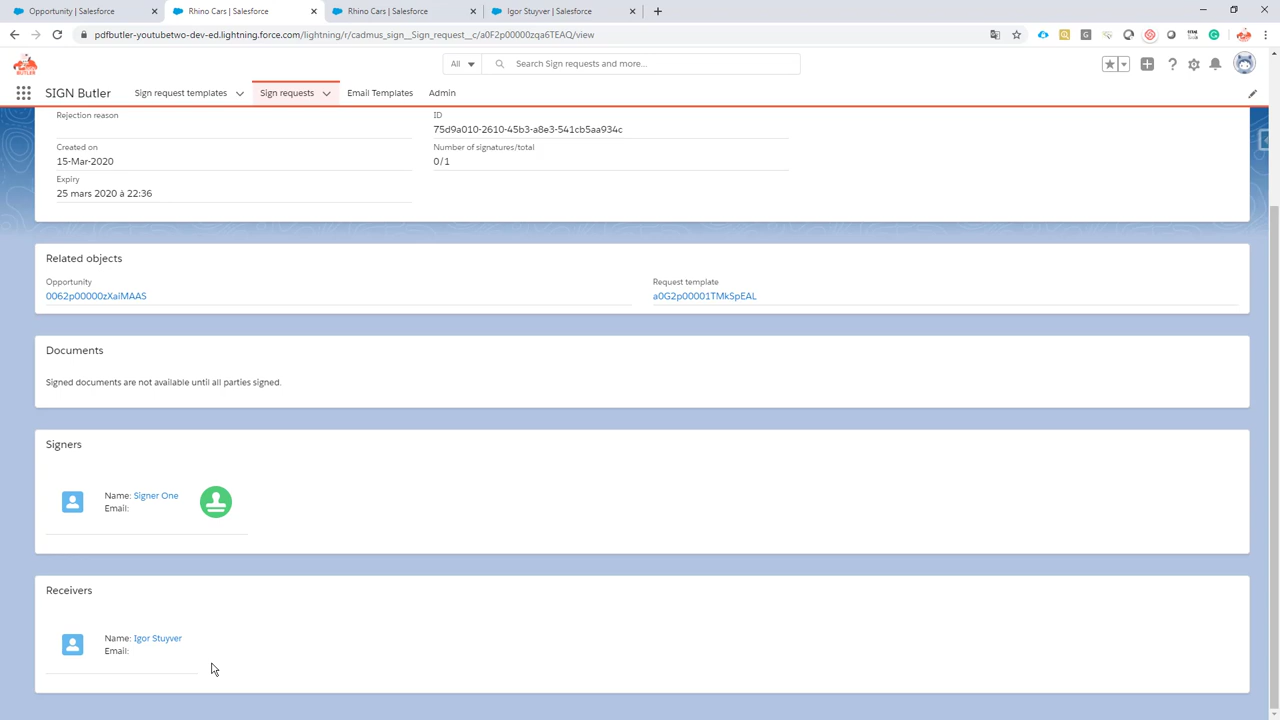 Opportunity | Salesforce
Rhino Cars | Salesforce
Rhino Cars | Salesforce
Igor Stuyver | Salesforce
pdfbutler-youtubetwo-dev-ed.lightning.force.com/lightning/r/cadmus_sign__Sign_request__c/a0F2p00000zqa6TEAQ/view
All
Search Sign requests and more...
BUTLER
SIGN Butler
Sign request templates
Sign requests
Email Templates
Admin
Rejection reason
ID
75d9a010-2610-45b3-a8e3-541cb5aa934c
Created on
15-Mar-2020
Number of signatures/total
0/1
Expiry
25 mars 2020 à 22:36
Related objects
Opportunity
0062p00000zXaiMAAS
Request template
a0G2p00001TMkSpEAL
Documents
Signed documents are not available until all parties signed.
Signers
Name: Signer One
Email:
Receivers
Name: Igor Stuyver
Email: